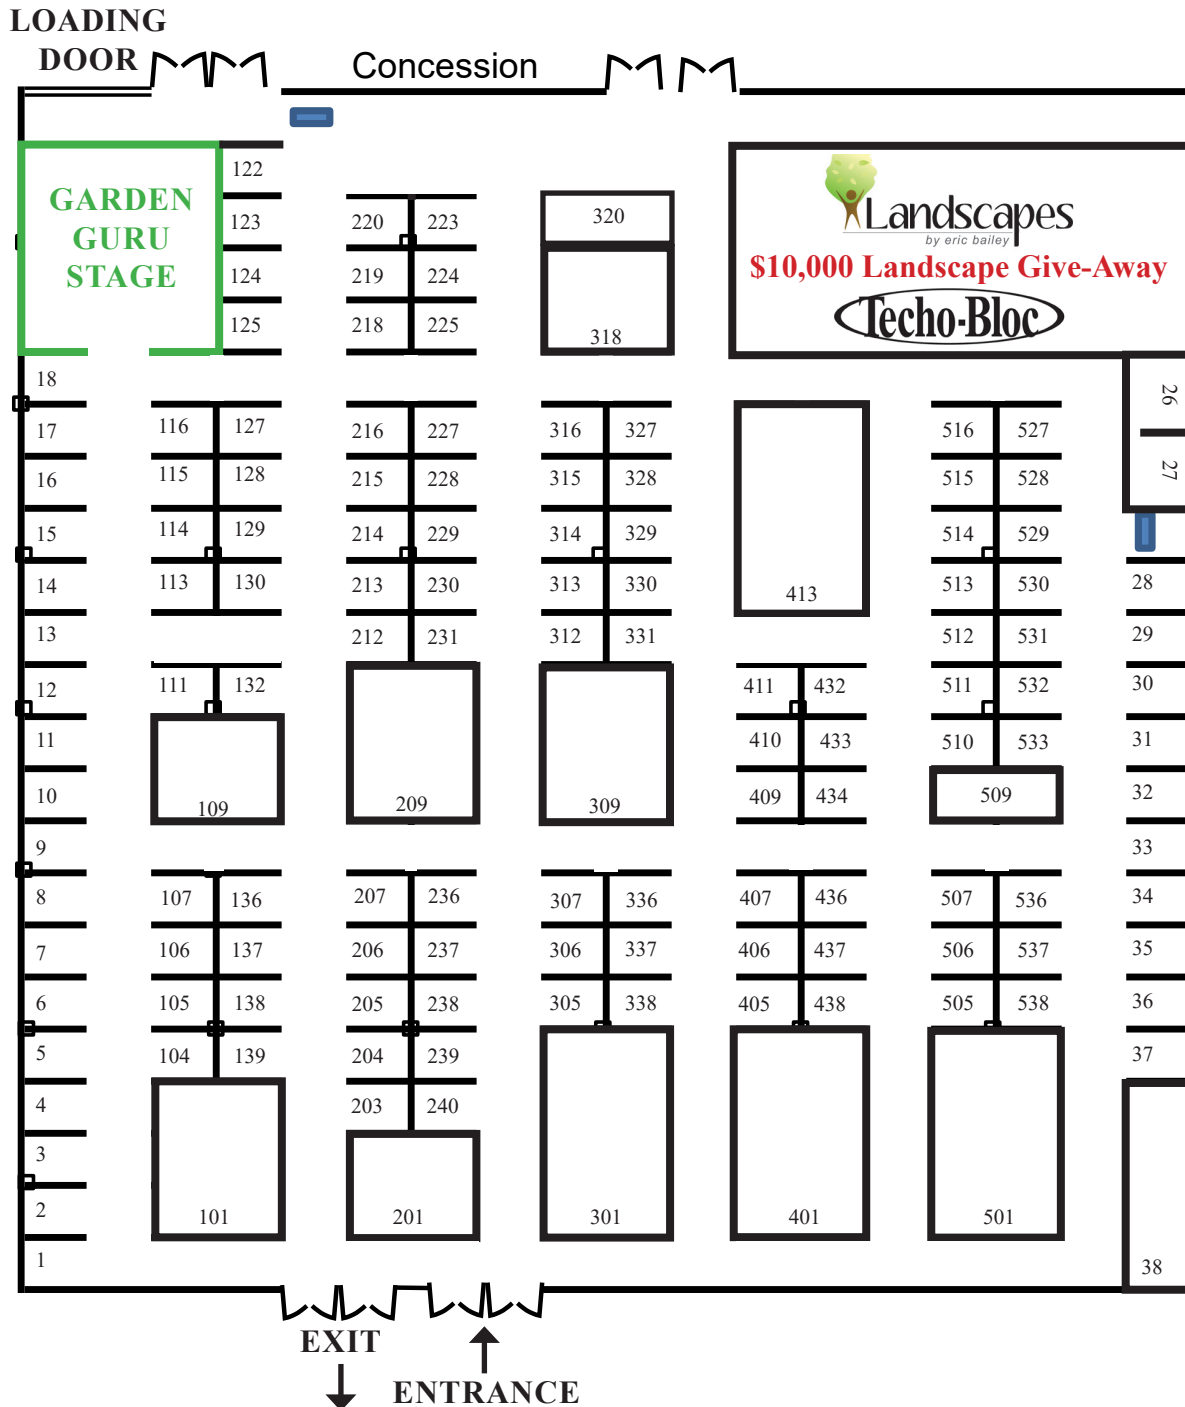 LOADING
DOOR
Concession
GARDEN
GURU
STAGE
122
123
124
125
220 223
219 224
218 225
320
318
Landscapes
by eric bailey
$10,000 Landscape Give-Away
Techo-Bloc
18
26
17 116 127 216 227 316 327 516 527
27
16 115 128 215 228 315 328 515 528
15 114 129 214 229 314 329 514 529
14 113 130 213 230 313 330 413 513 530 28
13 212 231 312 331 512 531 29
12 111 132 411 432 511 532 30
11 410 433 510 533 31
10 109 209 309 409 434 509 32
9 33
8 107 136 207 236 307 336 407 436 507 536 34
7 106 137 206 237 306 337 406 437 506 537 35
6 105 138 205 238 305 338 405 438 505 538 36
5 104 139 204 239 37
4 203 240
3
2 101 201 301 401 501
1 38
EXIT
ENTRANCE